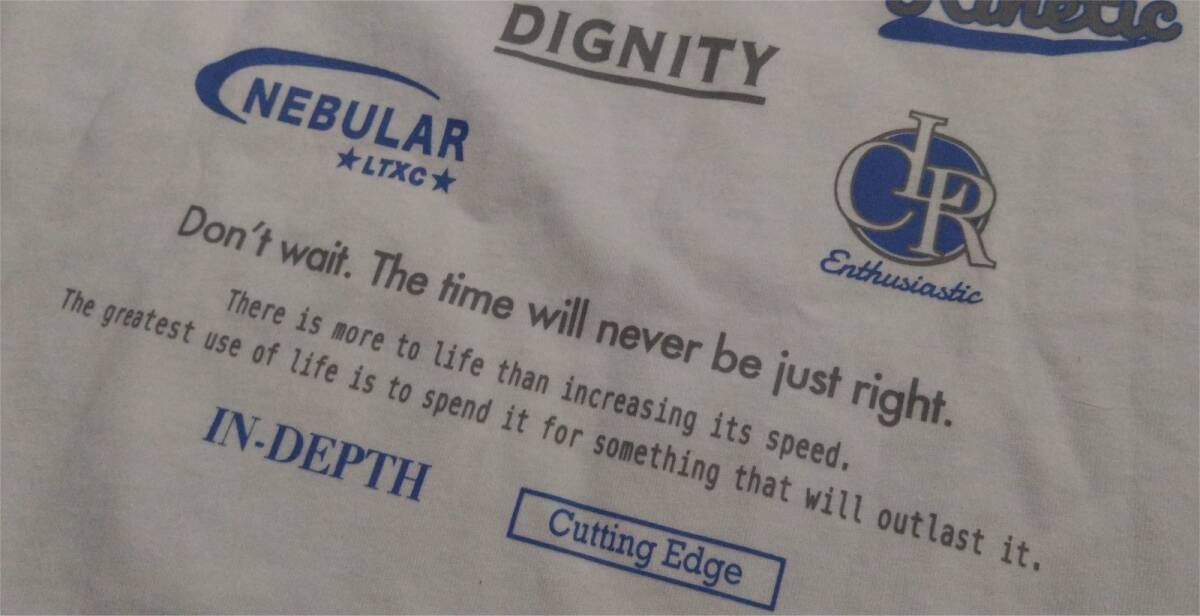 Kinetic
DIGNITY
NEBULAR
★LTXC★
CIR
Enthusiastic
Don't wait. The time will never be just right.
There is more to life than increasing its speed.
The greatest use of life is to spend it for something that will outlast it.
IN-DEPTH
Cutting Edge